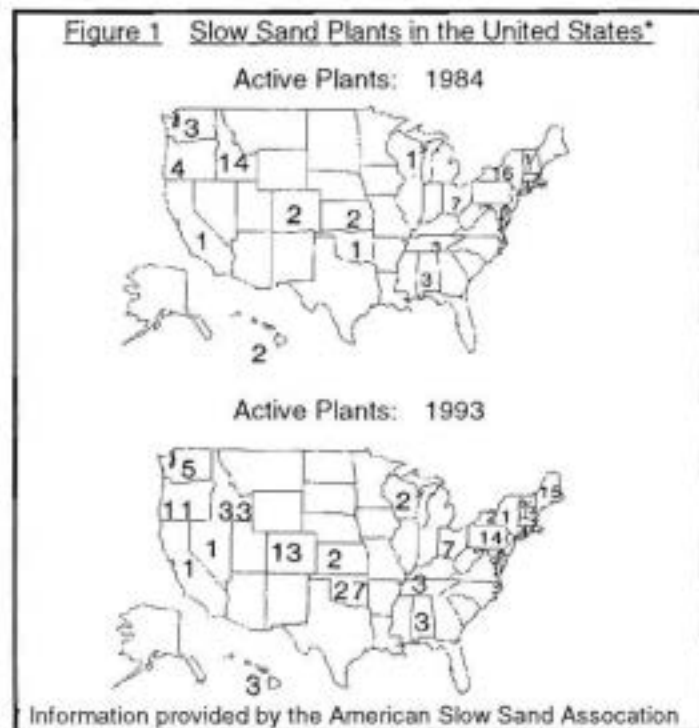 Figure 1 Slow Sand Plants in the United States*
Active Plants: 1984
3
4 14 1 16
2 2 7
1 1 3
3
2
Active Plants: 1993
5 2 15
11 33 1
1 13 2 7 14
1 27 3
3
3
Information provided by the American Slow Sand Assocation